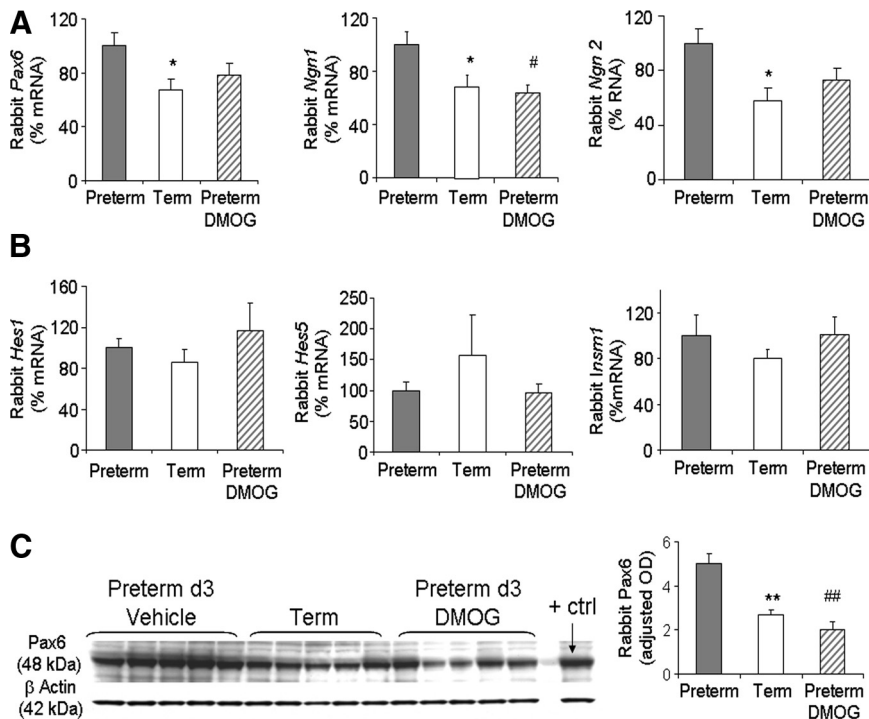 A
Rabbit Pax6
(% mRNA)
120
80
40
0
*
Preterm Term Preterm
DMOG
Rabbit Ngn1
(% mRNA)
120
80
40
0
*
#
Preterm Term Preterm
DMOG
Rabbit Ngn 2
(% RNA)
120
80
40
0
*
Preterm Term Preterm
DMOG
B
Rabbit Hes1
(% mRNA)
160
120
80
40
0
Preterm Term Preterm
DMOG
Rabbit Hes5
(% mRNA)
250
200
150
100
50
0
Preterm Term Preterm
DMOG
Rabbit Insm1
(%mRNA)
120
80
40
0
Preterm Term Preterm
DMOG
C
Preterm d3
Vehicle
Term
Preterm d3
DMOG
+ ctrl
Pax6
(48 kDa)
β Actin
(42 kDa)
Rabbit Pax6
(adjusted OD)
6
4
2
0
**
##
Preterm Term Preterm
DMOG